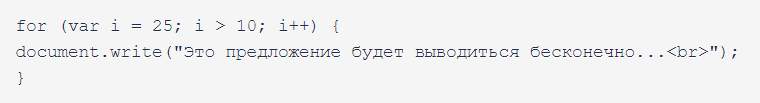 for (var i = 25; i > 10; i++) {
document.write("Это предложение будет выводиться бесконечно...<br>");
}